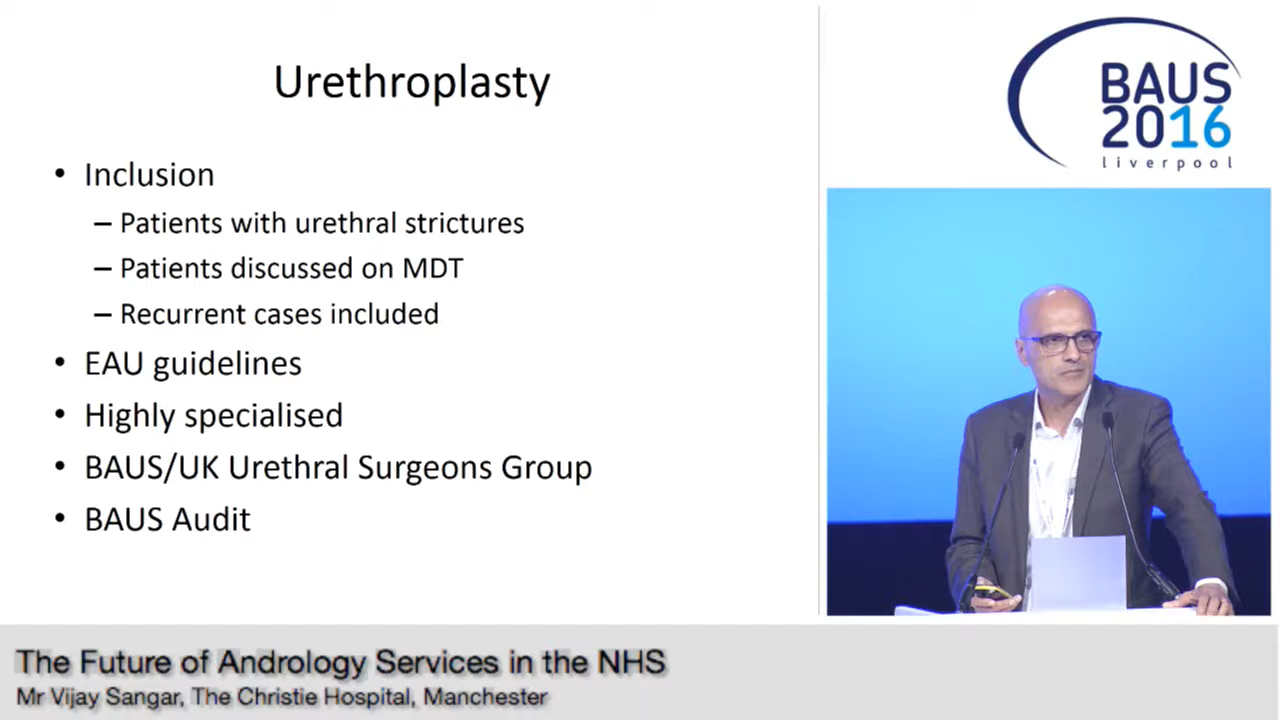 Urethroplasty
• Inclusion
– Patients with urethral strictures
– Patients discussed on MDT
– Recurrent cases included
• EAU guidelines
• Highly specialised
• BAUS/UK Urethral Surgeons Group
• BAUS Audit
BAUS
2016
liverpool
The Future of Andrology Services in the NHS
Mr Vijay Sangar, The Christie Hospital, Manchester